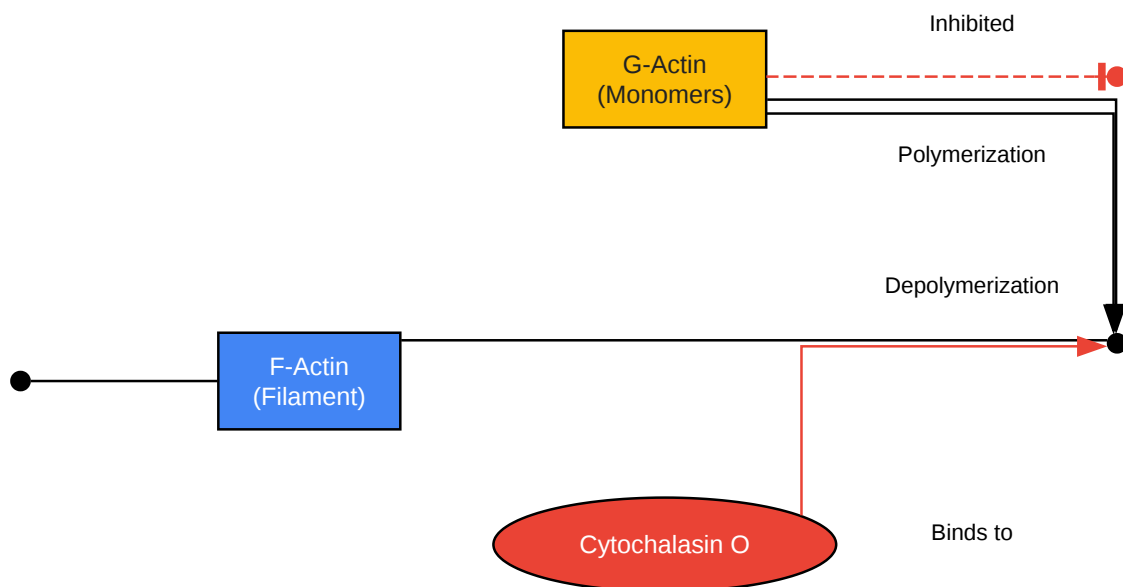 Inhibited
G-Actin
(Monomers)
Polymerization
Depolymerization
F-Actin
(Filament)
Binds to
Cytochalasin O